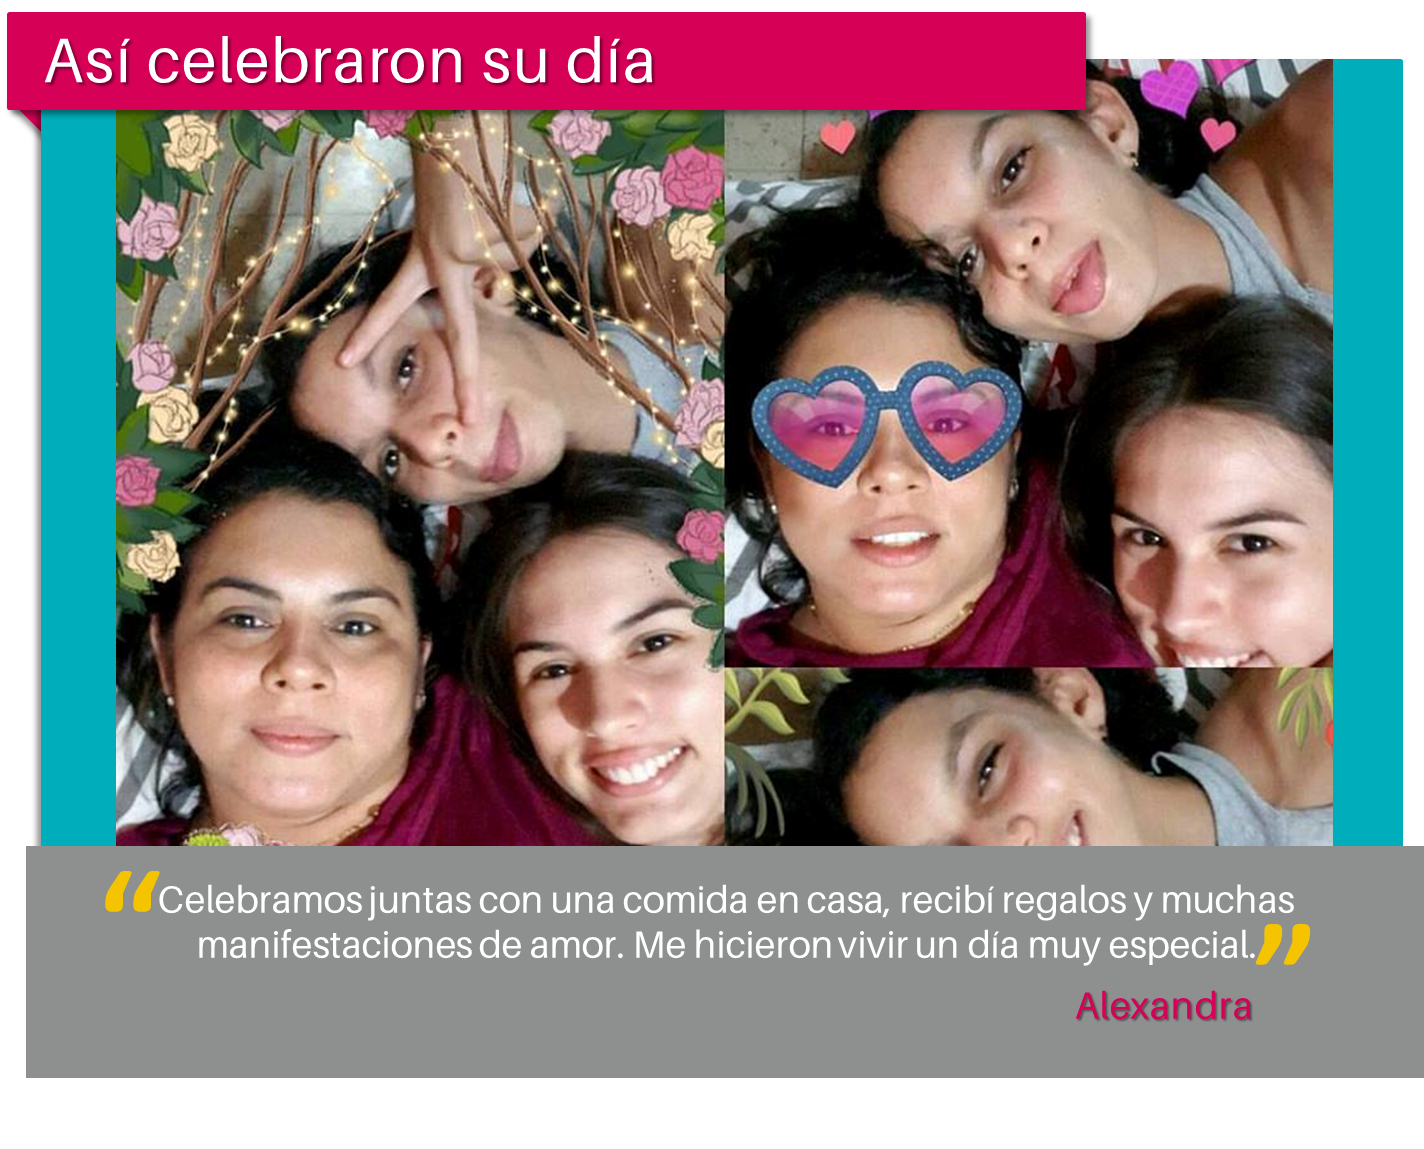 Así celebraron su día
“Celebramos juntas con una comida en casa, recibí regalos y muchas
manifestaciones de amor. Me hicieron vivir un día muy especial.”
Alexandra